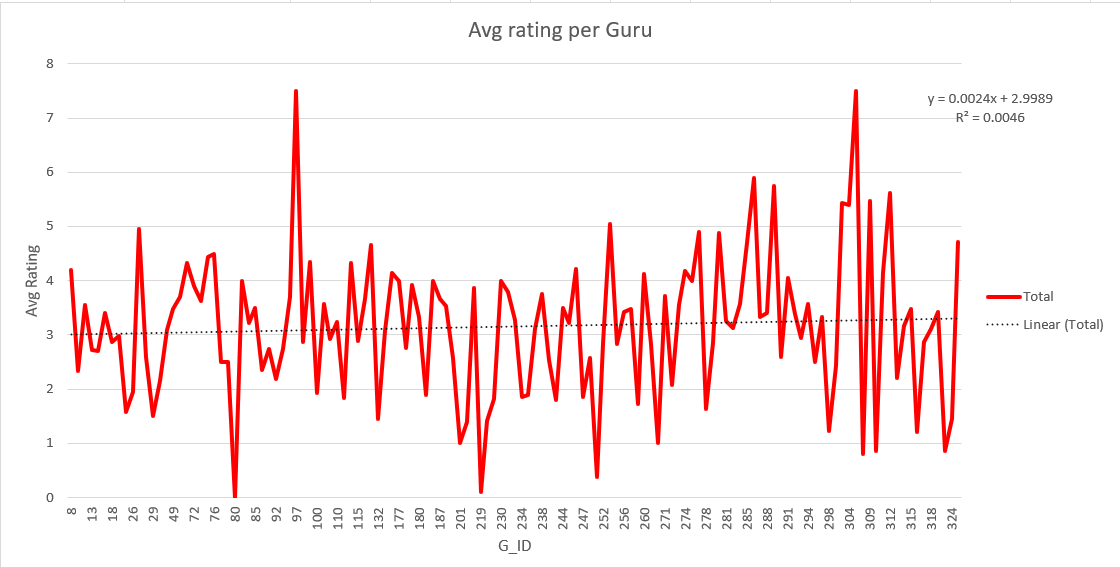 Avg rating per Guru
8
7
6
5
4
3
2
1
0
Avg Rating
y = 0.0024x + 2.9989
R² = 0.0046
Total
Linear (Total)
8 13 18 26 29 49 72 76 80 85 92 97 100 110 115 132 177 180 187 201 219 230 234 238 244 247 252 256 260 271 274 278 281 285 288 291 294 298 304 309 312 315 318 324
G_ID